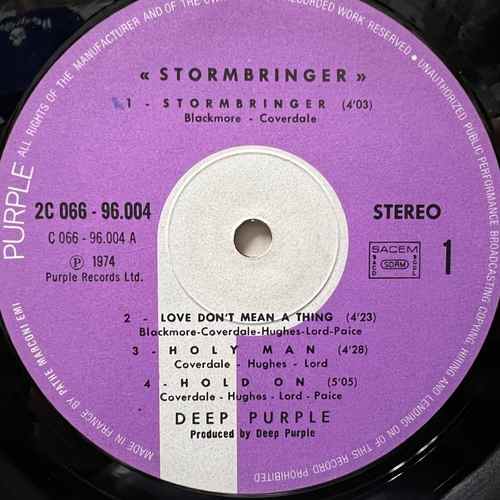 « STORMBRINGER »
1 - STORMBRINGER (4'03)
Blackmore - Coverdale
2C 066 - 96.004
STEREO
C 066 - 96.004 A
Ⓟ 1974
Purple Records Ltd.
SACEM
SACD SDRM SGDL
1
2 - LOVE DON'T MEAN A THING (4'23)
Blackmore-Coverdale-Hughes-Lord-Paice
3 - HOLY MAN (4'28)
Coverdale - Hughes - Lord
4 - HOLD ON (5'05)
Coverdale - Hughes - Lord - Paice
DEEP PURPLE
Produced by Deep Purple
PURPLE
ALL RIGHTS OF THE MANUFACTURER AND OF THE
RECORDED WORK RESERVED • UNAUTHORIZED PUBLIC PERFORMANCE BROADCASTING COPYING, HIRING AND LENDING OF THIS RECORD PROHIBITED
MADE IN FRANCE BY PATHE MARCONI EMI